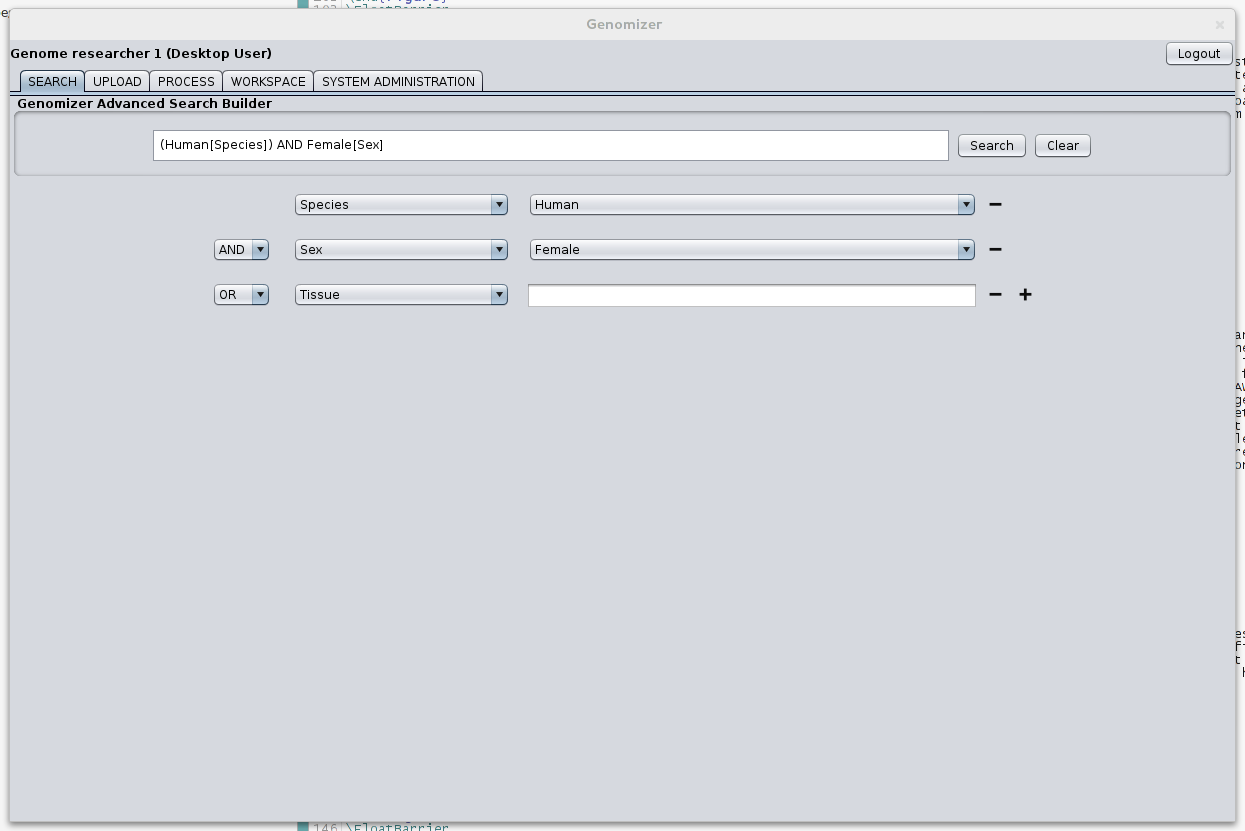 Genomizer
Genome researcher 1 (Desktop User)
Logout
SEARCH UPLOAD PROCESS WORKSPACE SYSTEM ADMINISTRATION
Genomizer Advanced Search Builder
(Human[Species]) AND Female[Sex] Search Clear
Species Human
AND Sex Female
OR Tissue
146 \FloatBarrier